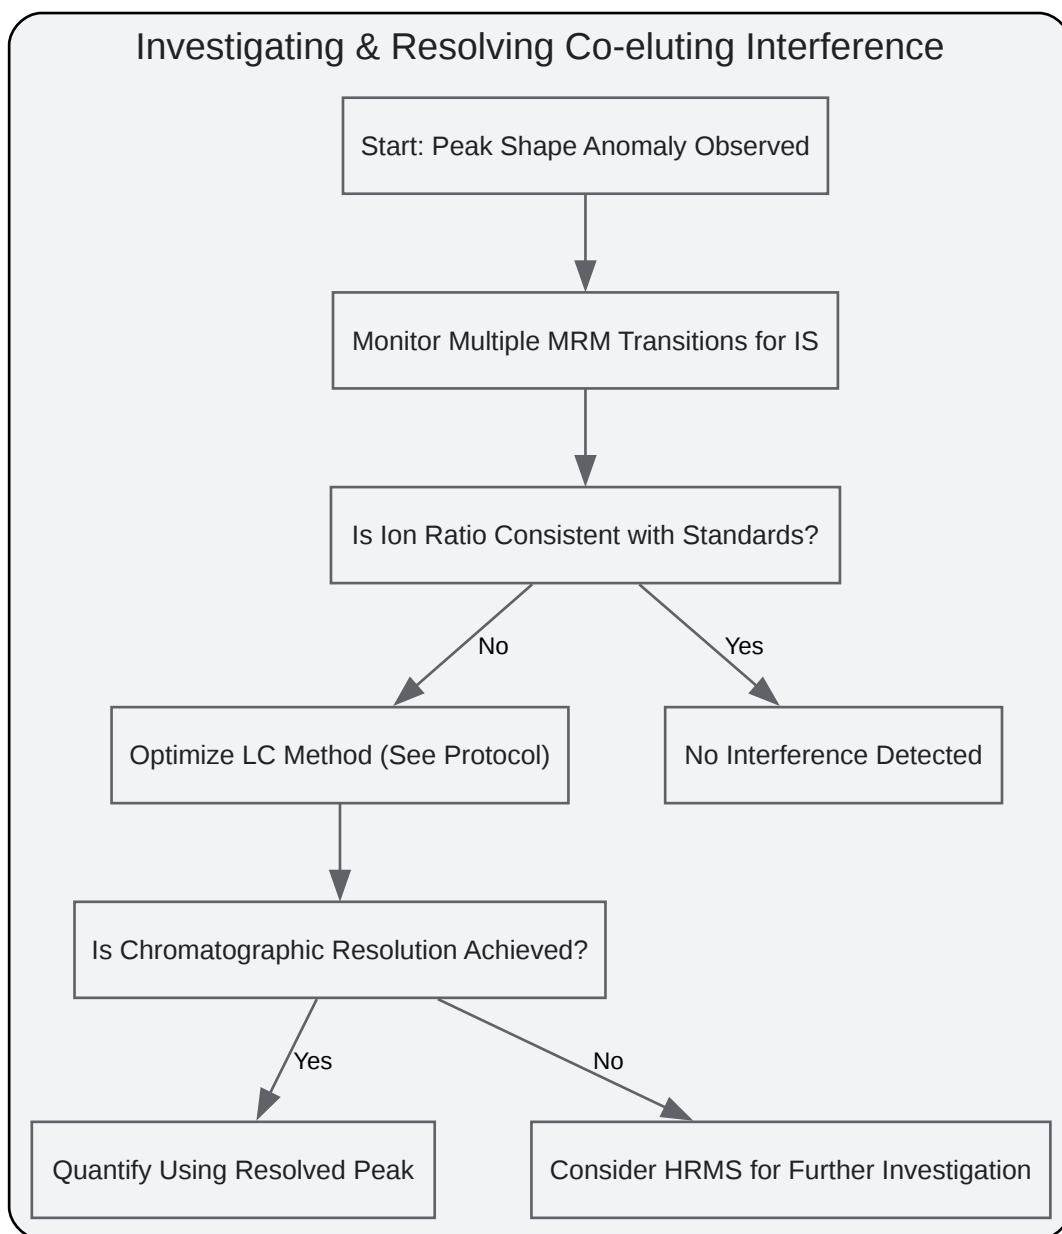 Investigating & Resolving Co-eluting Interference
Start: Peak Shape Anomaly Observed
Monitor Multiple MRM Transitions for IS
Is Ion Ratio Consistent with Standards?
No
Yes
Optimize LC Method (See Protocol)
No Interference Detected
Is Chromatographic Resolution Achieved?
Yes
No
Quantify Using Resolved Peak
Consider HRMS for Further Investigation